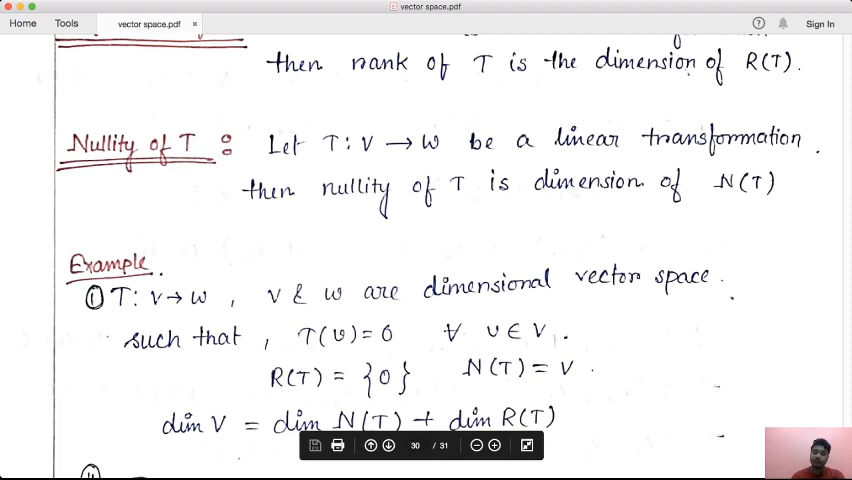 vector space.pdf
Home Tools vector space.pdf × Sign In
then rank of T is the dimension of R(T).
Nullity of T : Let T: V → W be a linear transformation.
then nullity of T is dimension of N(T)
Example.
① T: V → W, V & W are dimensional vector space.
such that, T(v) = 0 ∀ v ∈ V.
R(T) = {0} N(T) = V.
dim V = dim N(T) + dim R(T)
30 / 31